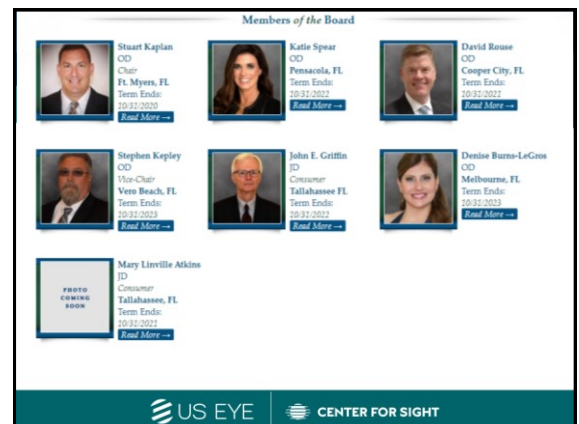 Members of the Board
Stuart Kaplan
OD
Chair
Ft. Myers, FL
Term Ends:
10/31/2020
Read More →
Katie Spear
OD
Pensacola, FL
Term Ends:
10/31/2022
Read More →
David Rouse
OD
Cooper City, FL
Term Ends:
10/31/2021
Read More →
Stephen Kepley
OD
Vice-Chair
Vero Beach, FL
Term Ends:
10/31/2023
Read More →
John E. Griffin
JD
Consumer
Tallahassee FL
Term Ends:
10/31/2022
Read More →
Denise Burns-LeGros
OD
Melbourne, FL
Term Ends:
10/31/2023
Read More →
PHOTO
COMING
SOON
Mary Linville Atkins
JD
Consumer
Tallahassee, FL
Term Ends:
10/31/2021
Read More →
US EYE
CENTER FOR SIGHT